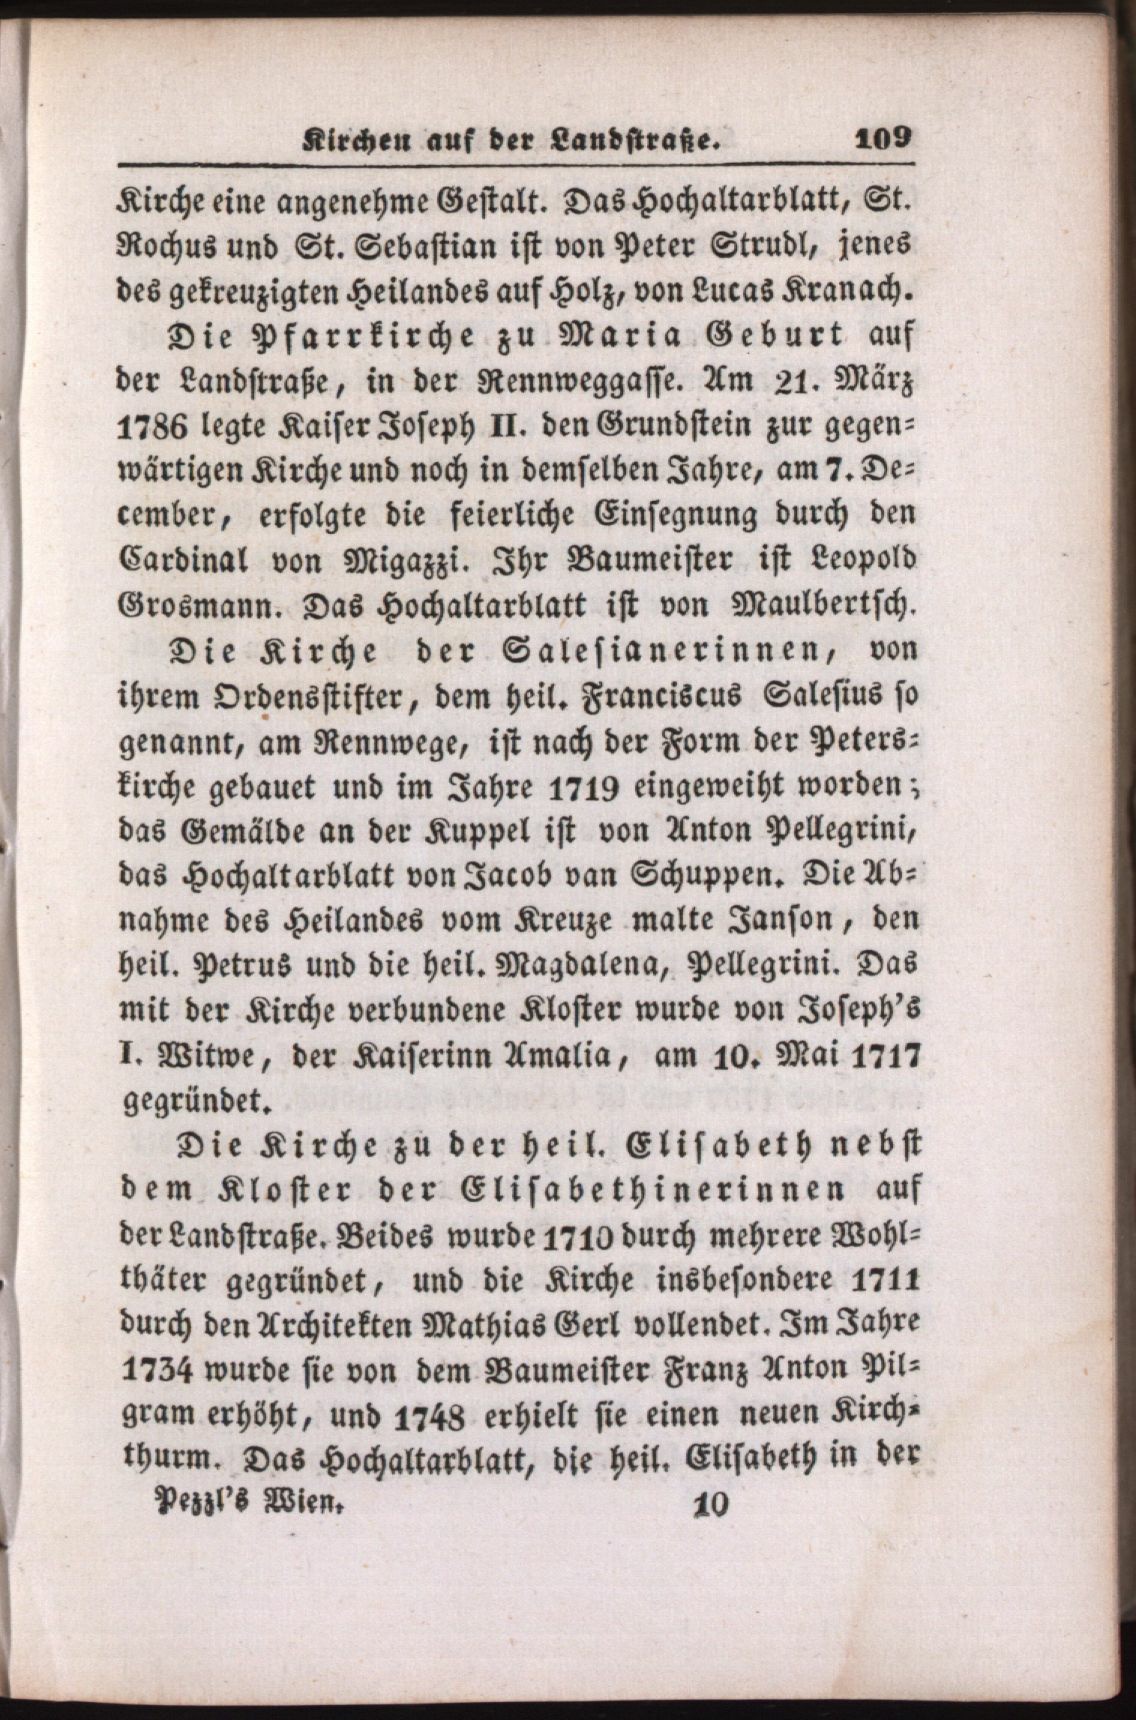 Kirchen auf der Landstraße. 109
Kirche eine angenehme Gestalt. Das Hochaltarblatt, St.
Rochus und St. Sebastian ist von Peter Strudl, jenes
des gekreuzigten Heilandes auf Holz, von Lucas Kranach.
Die Pfarrkirche zu Maria Geburt auf
der Landstraße, in der Rennweggasse. Am 21. März
1786 legte Kaiser Joseph II. den Grundstein zur gegen-
wärtigen Kirche und noch in demselben Jahre, am 7. De-
cember, erfolgte die feierliche Einsegnung durch den
Cardinal von Migazzi. Ihr Baumeister ist Leopold
Grosmann. Das Hochaltarblatt ist von Maulbertsch.
Die Kirche der Salesianerinnen, von
ihrem Ordensstifter, dem heil. Franciscus Salesius so
genannt, am Rennwege, ist nach der Form der Peters-
kirche gebauet und im Jahre 1719 eingeweiht worden;
das Gemälde an der Kuppel ist von Anton Pellegrini,
das Hochaltarblatt von Jacob van Schuppen. Die Ab-
nahme des Heilandes vom Kreuze malte Janson, den
heil. Petrus und die heil. Magdalena, Pellegrini. Das
mit der Kirche verbundene Kloster wurde von Joseph's
I. Witwe, der Kaiserinn Amalia, am 10. Mai 1717
gegründet.
Die Kirche zu der heil. Elisabeth nebst
dem Kloster der Elisabethinerinnen auf
der Landstraße. Beides wurde 1710 durch mehrere Wohl-
thäter gegründet, und die Kirche insbesondere 1711
durch den Architekten Mathias Gerl vollendet. Im Jahre
1734 wurde sie von dem Baumeister Franz Anton Pil-
gram erhöht, und 1748 erhielt sie einen neuen Kirch-
thurm. Das Hochaltarblatt, die heil. Elisabeth in der
Pezzl's Wien. 10